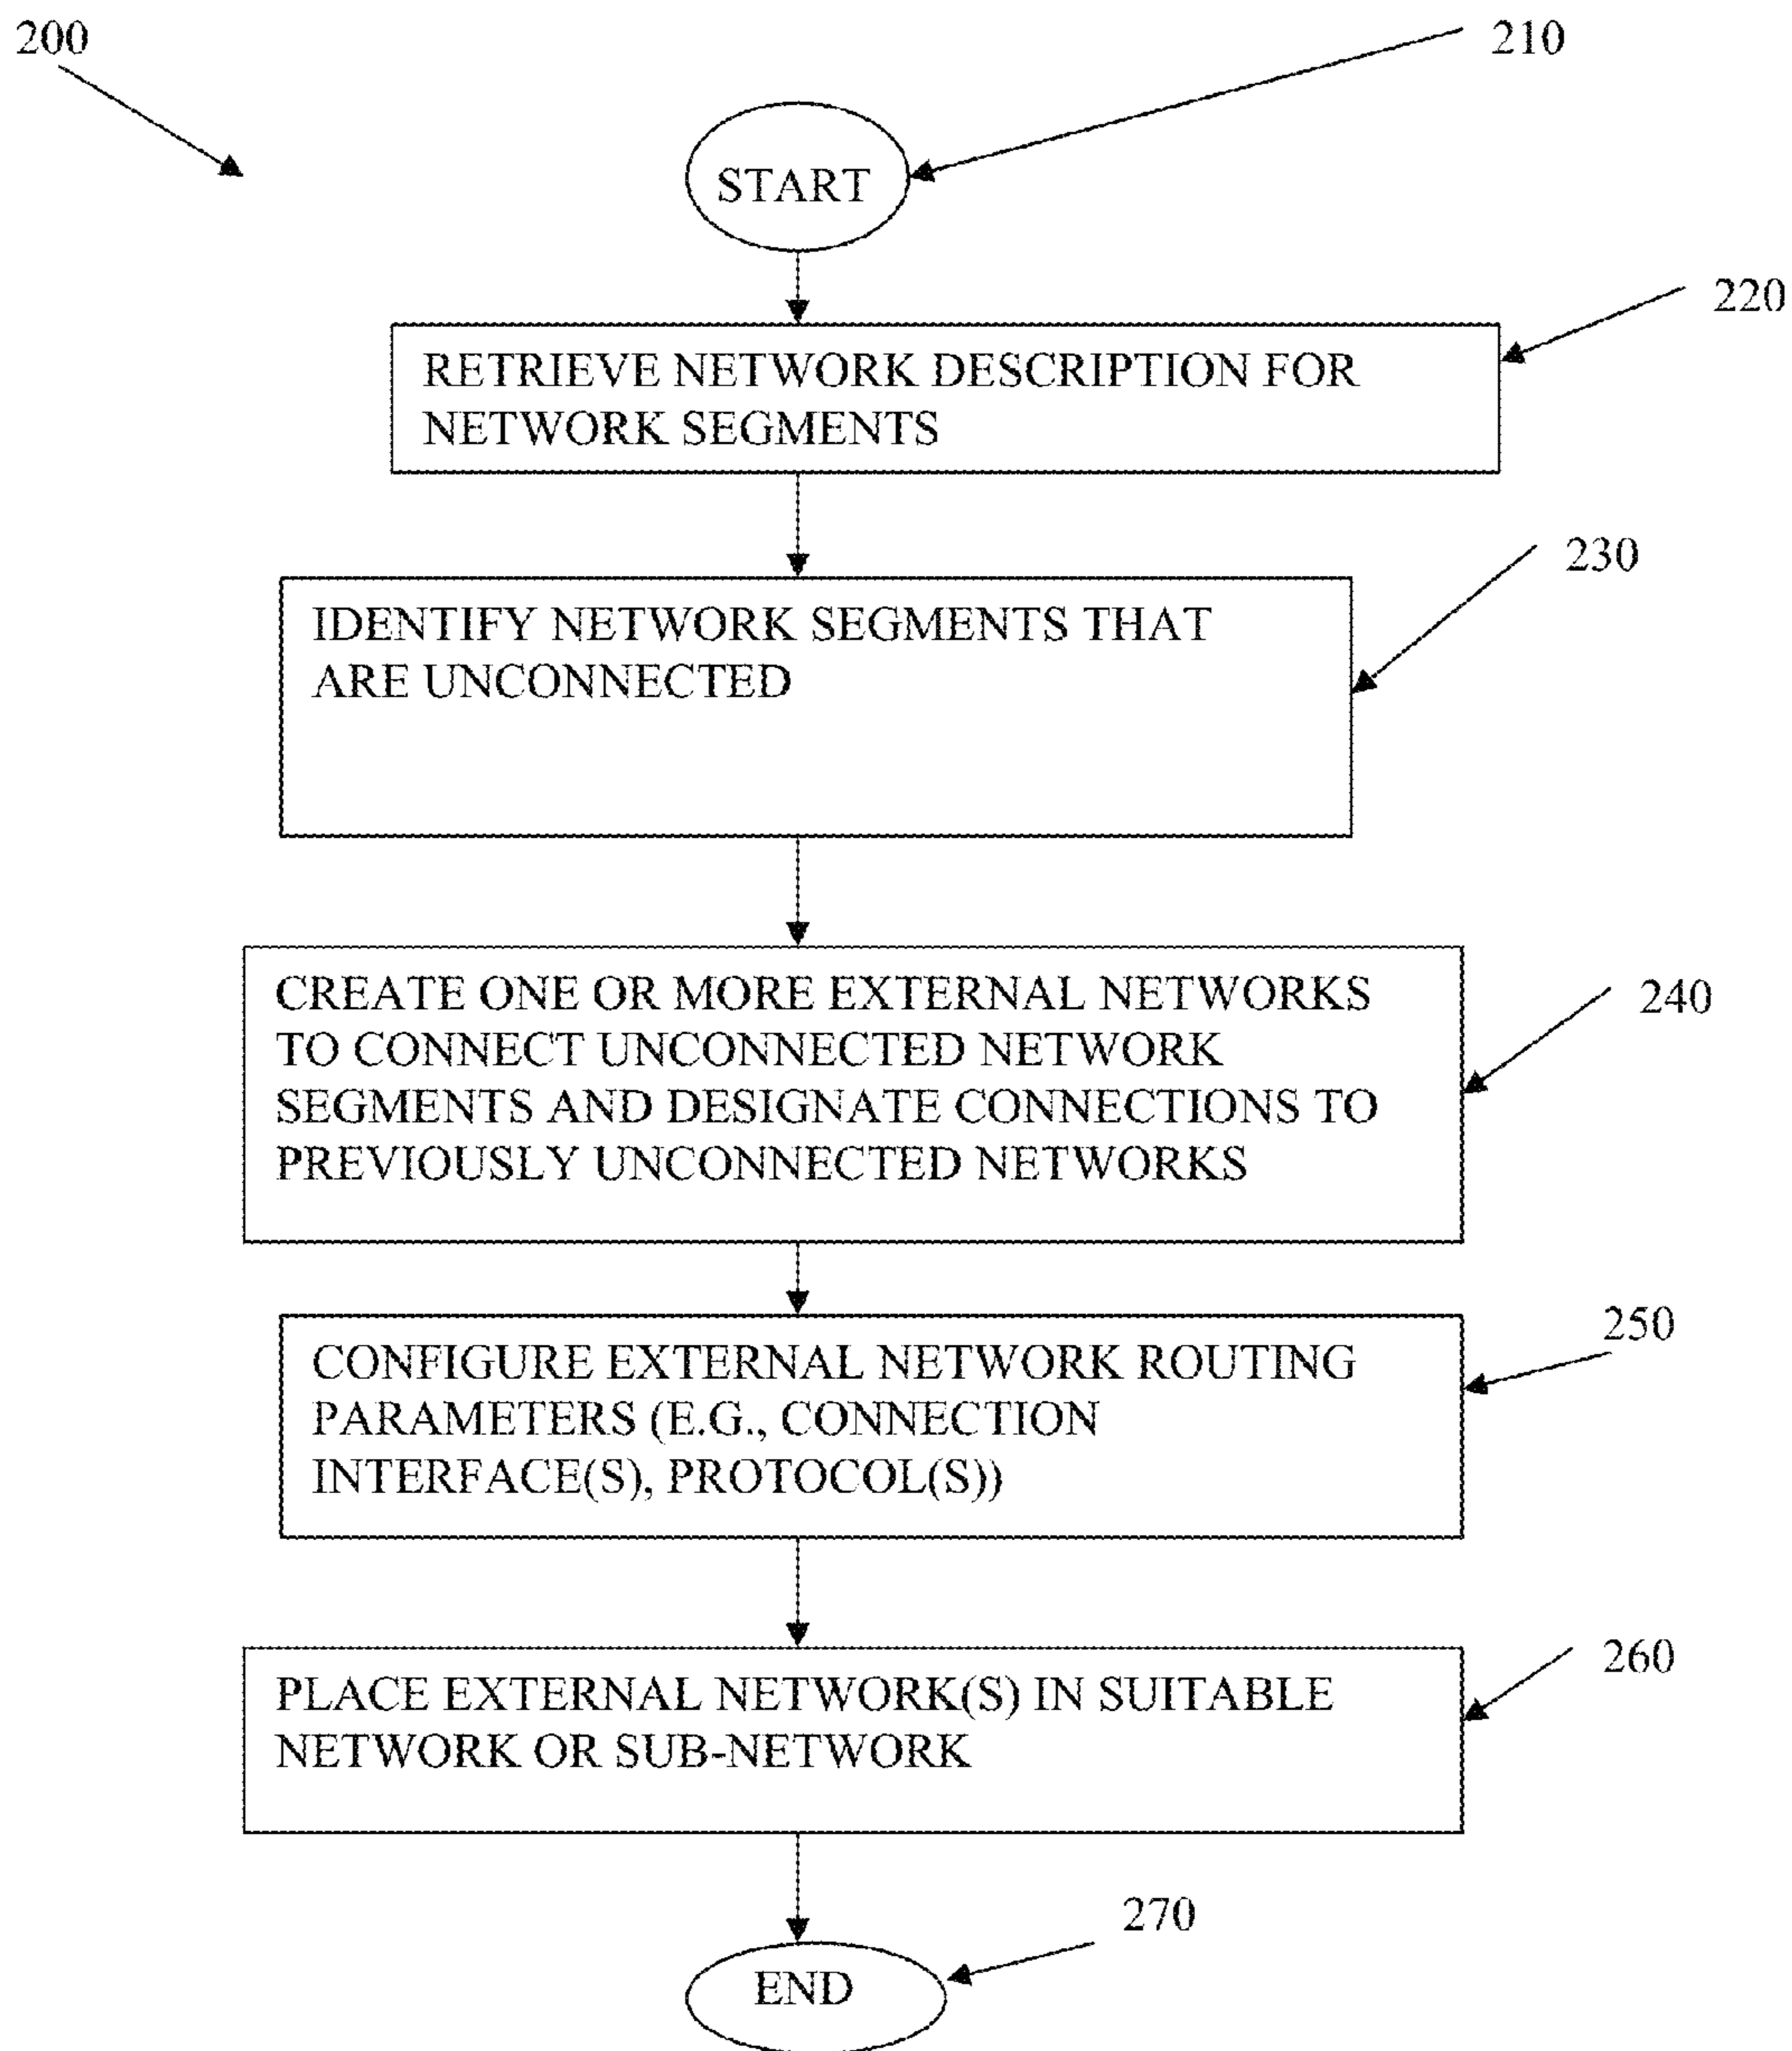 200
210
START
220
RETRIEVE NETWORK DESCRIPTION FOR
NETWORK SEGMENTS
230
IDENTIFY NETWORK SEGMENTS THAT
ARE UNCONNECTED
240
CREATE ONE OR MORE EXTERNAL NETWORKS
TO CONNECT UNCONNECTED NETWORK
SEGMENTS AND DESIGNATE CONNECTIONS TO
PREVIOUSLY UNCONNECTED NETWORKS
250
CONFIGURE EXTERNAL NETWORK ROUTING
PARAMETERS (E.G., CONNECTION
INTERFACE(S), PROTOCOL(S))
260
PLACE EXTERNAL NETWORK(S) IN SUITABLE
NETWORK OR SUB-NETWORK
270
END